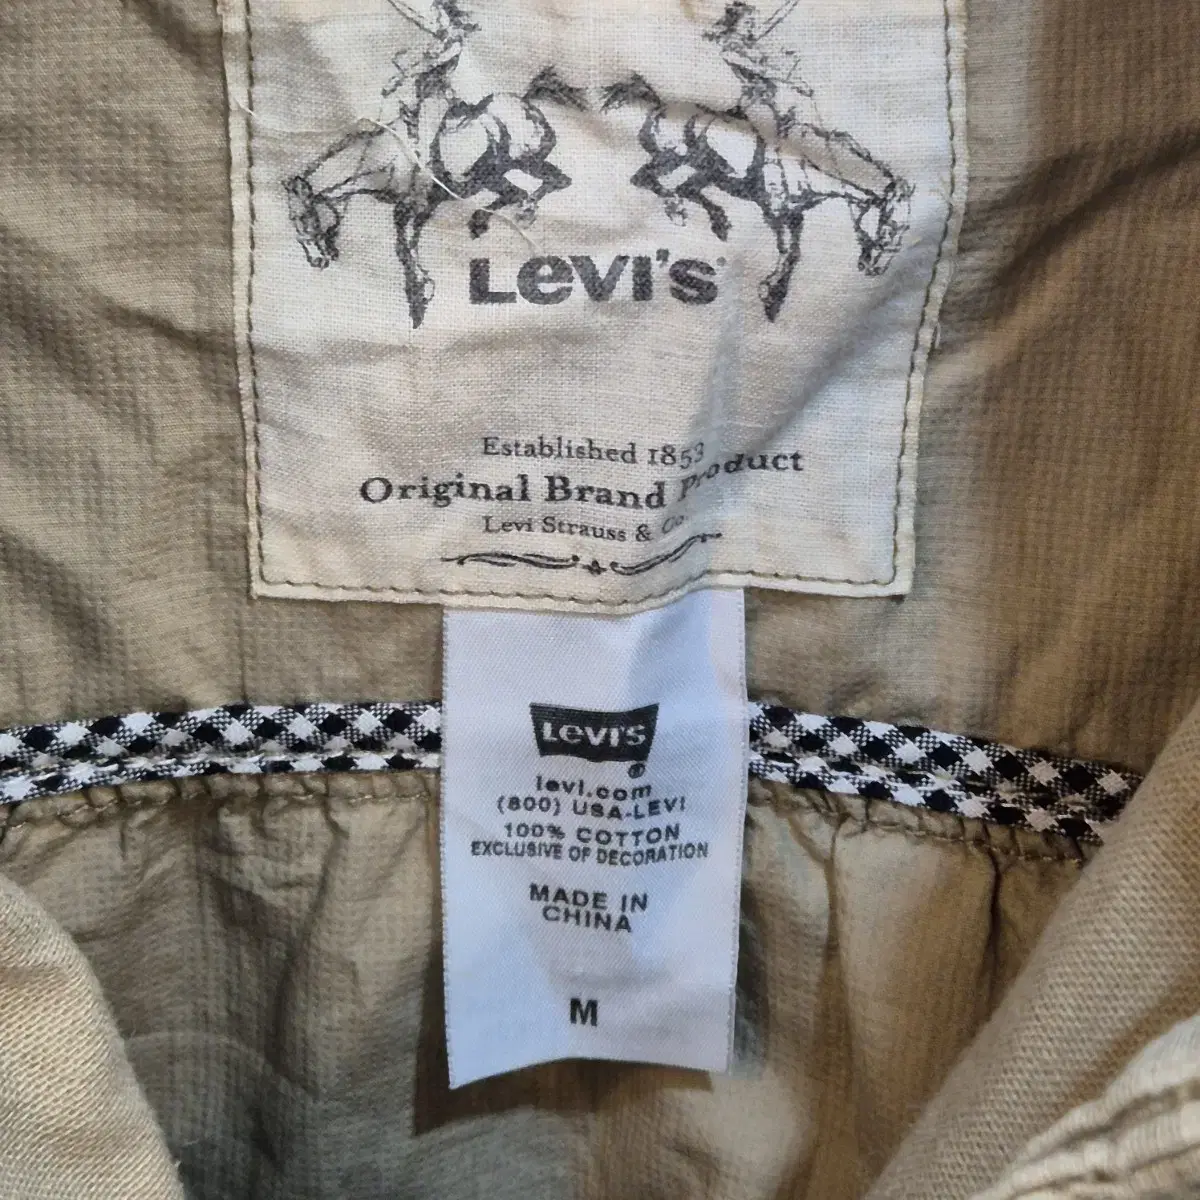 Levi's
Established 1853
Original Brand Product
Levi Strauss & Co.
Levi's
®
levi.com
(800) USA-LEVI
100% COTTON
EXCLUSIVE OF DECORATION
MADE IN
CHINA
M